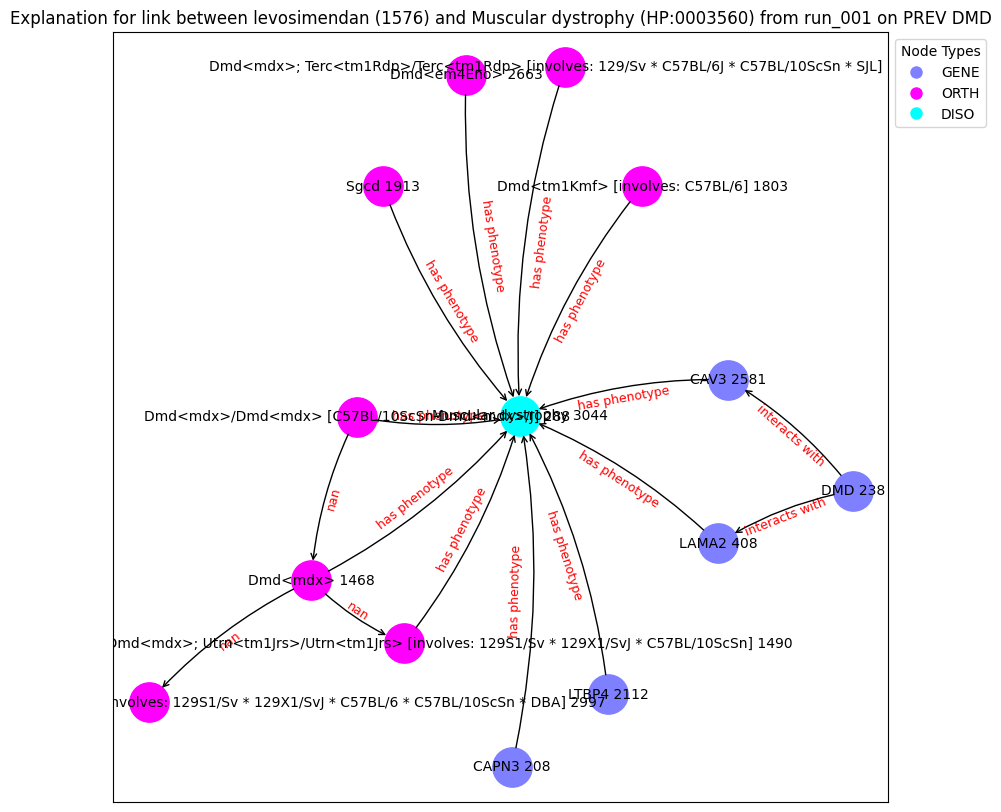 Explanation for link between levosimendan (1576) and Muscular dystrophy (HP:0003560) from run_001 on PREV DMD
Node Types
GENE
ORTH
DISO
Dmd<mdx>; Terc<tm1Rdp>/Terc<tm1Rdp> [involves: 129/Sv * C57BL/6J * C57BL/10ScSn * SJL]
Dmd<em4Eno> 2663
Sgcd 1913
Dmd<tm1Kmf> [involves: C57BL/6] 1803
has phenotype
has phenotype
has phenotype
has phenotype
CAV3 2581
has phenotype
interacts with
Dmd<mdx>/Dmd<mdx> [C57BL/10ScSn-Dmd<mdx>/J] 288
has phenotype
Muscular dystrophy 3044
has phenotype
DMD 238
interacts with
LAMA2 408
nan
has phenotype
has phenotype
has phenotype
has phenotype
Dmd<mdx> 1468
nan
nan
Dmd<mdx>; Utrn<tm1Jrs>/Utrn<tm1Jrs> [involves: 129S1/Sv * 129X1/SvJ * C57BL/10ScSn] 1490
nvolves: 129S1/Sv * 129X1/SvJ * C57BL/6 * C57BL/10ScSn * DBA] 2997
LTBP4 2112
CAPN3 208